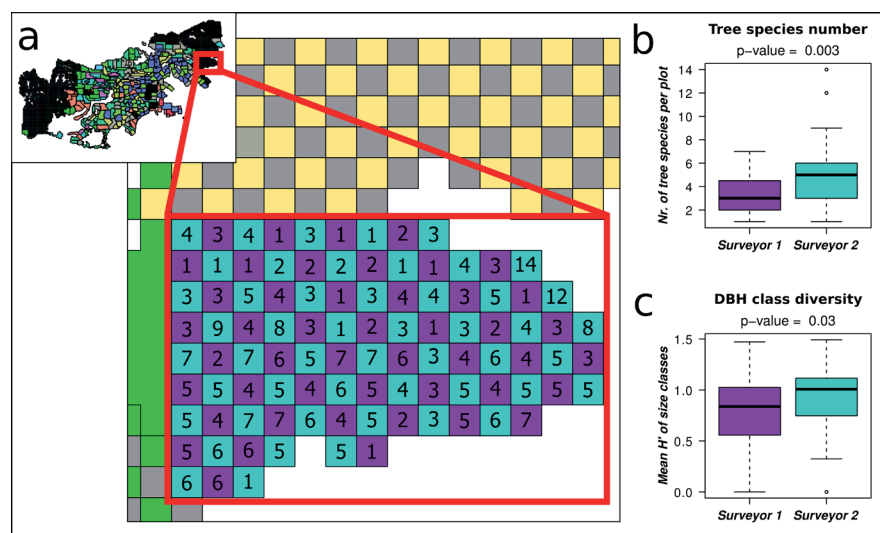 a
4 3 4 1 3 1 1 2 3
1 1 1 2 2 2 2 1 1 4 3 14
3 3 5 4 3 1 3 4 4 3 5 1 12
3 9 4 8 3 1 2 3 1 3 2 4 3 8
7 2 7 6 5 7 7 6 3 4 6 4 5 3
5 5 4 5 4 6 5 4 3 5 4 5 5 5
5 4 7 7 6 4 5 2 3 5 6 7
5 6 6 5 5 1
6 6 1
b
Tree species number
p-value = 0.003
Nr. of tree species per plot
14
12
10
8
6
4
2
Surveyor 1 Surveyor 2
c
DBH class diversity
p-value = 0.03
Mean H' of size classes
1.5
1.0
0.5
0.0
Surveyor 1 Surveyor 2